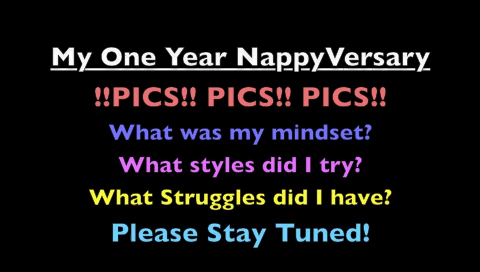 My One Year NappyVersary
!!PICS!! PICS!! PICS!!
What was my mindset?
What styles did I try?
What Struggles did I have?
Please Stay Tuned!